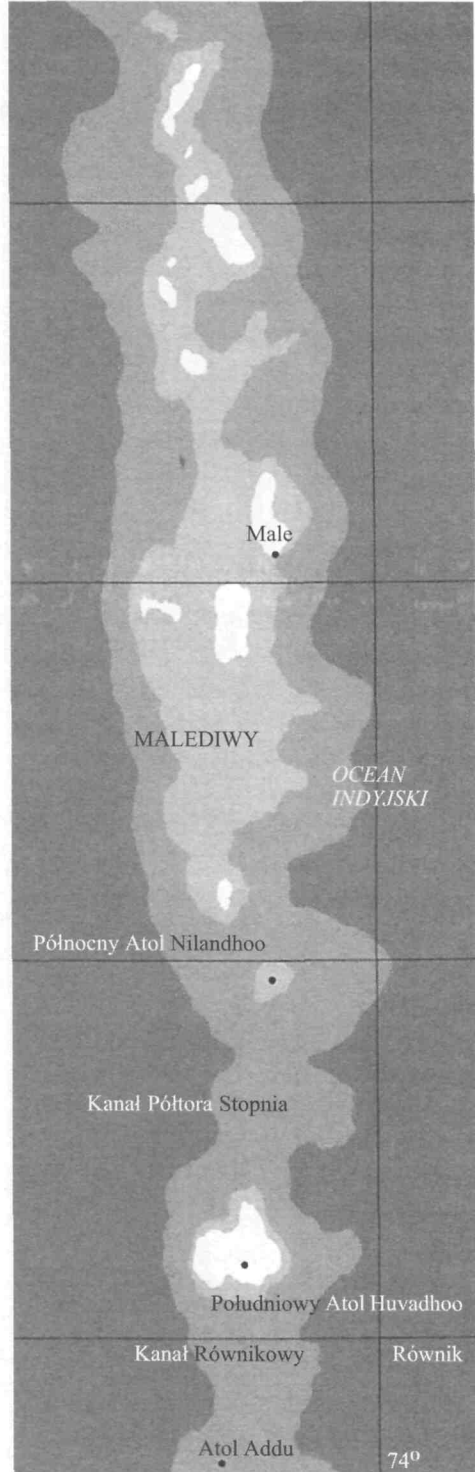 Male
MALEDIWY
OCEAN
INDYJSKI
Północny Atol Nilandhoo
Kanał Półtora Stopnia
Południowy Atol Huvadhoo
Kanał Równikowy
Równik
Atol Addu
74°